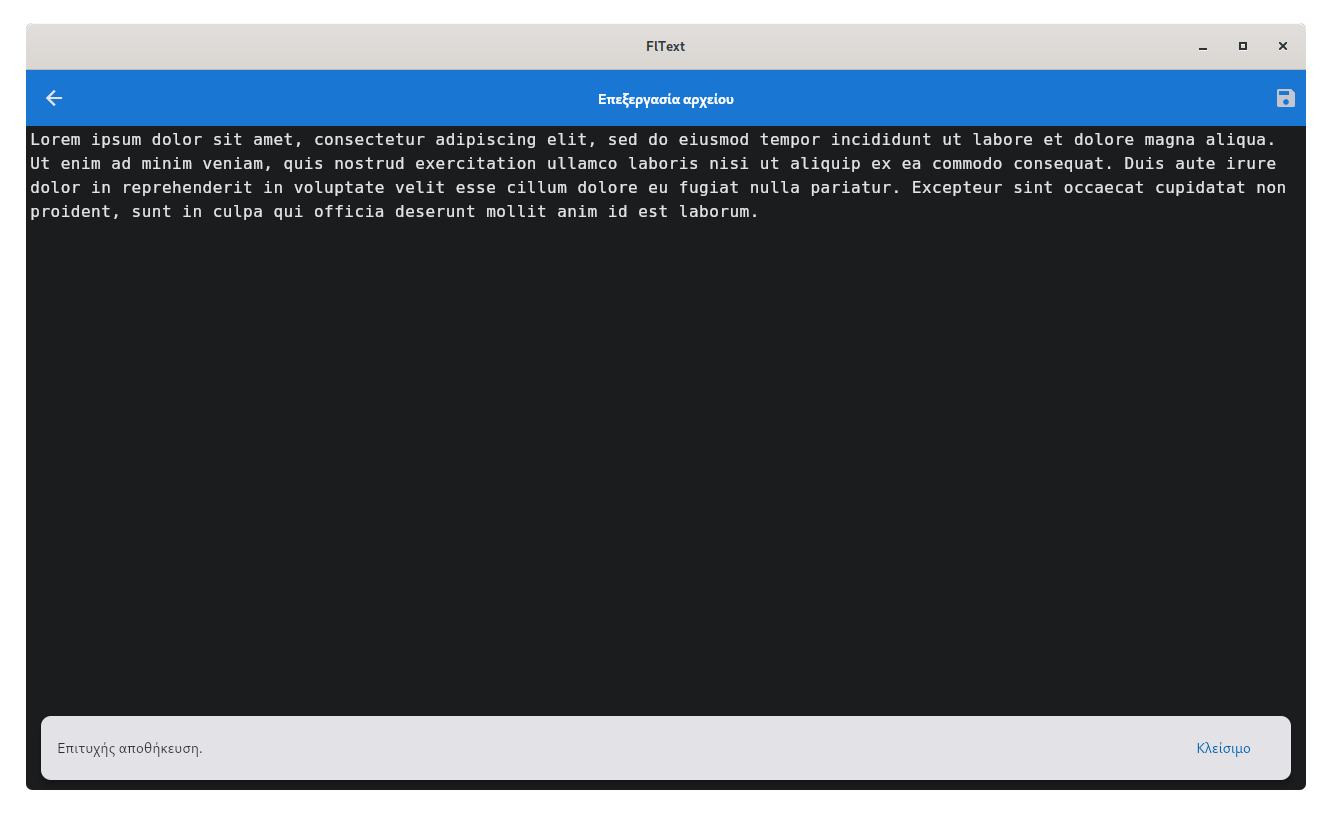 FlText
Επεξεργασία αρχείου
Lorem ipsum dolor sit amet, consectetur adipiscing elit, sed do eiusmod tempor incididunt ut labore et dolore magna aliqua.
Ut enim ad minim veniam, quis nostrud exercitation ullamco laboris nisi ut aliquip ex ea commodo consequat. Duis aute irure
dolor in reprehenderit in voluptate velit esse cillum dolore eu fugiat nulla pariatur. Excepteur sint occaecat cupidatat non
proident, sunt in culpa qui officia deserunt mollit anim id est laborum.
Επιτυχής αποθήκευση.
Κλείσιμο